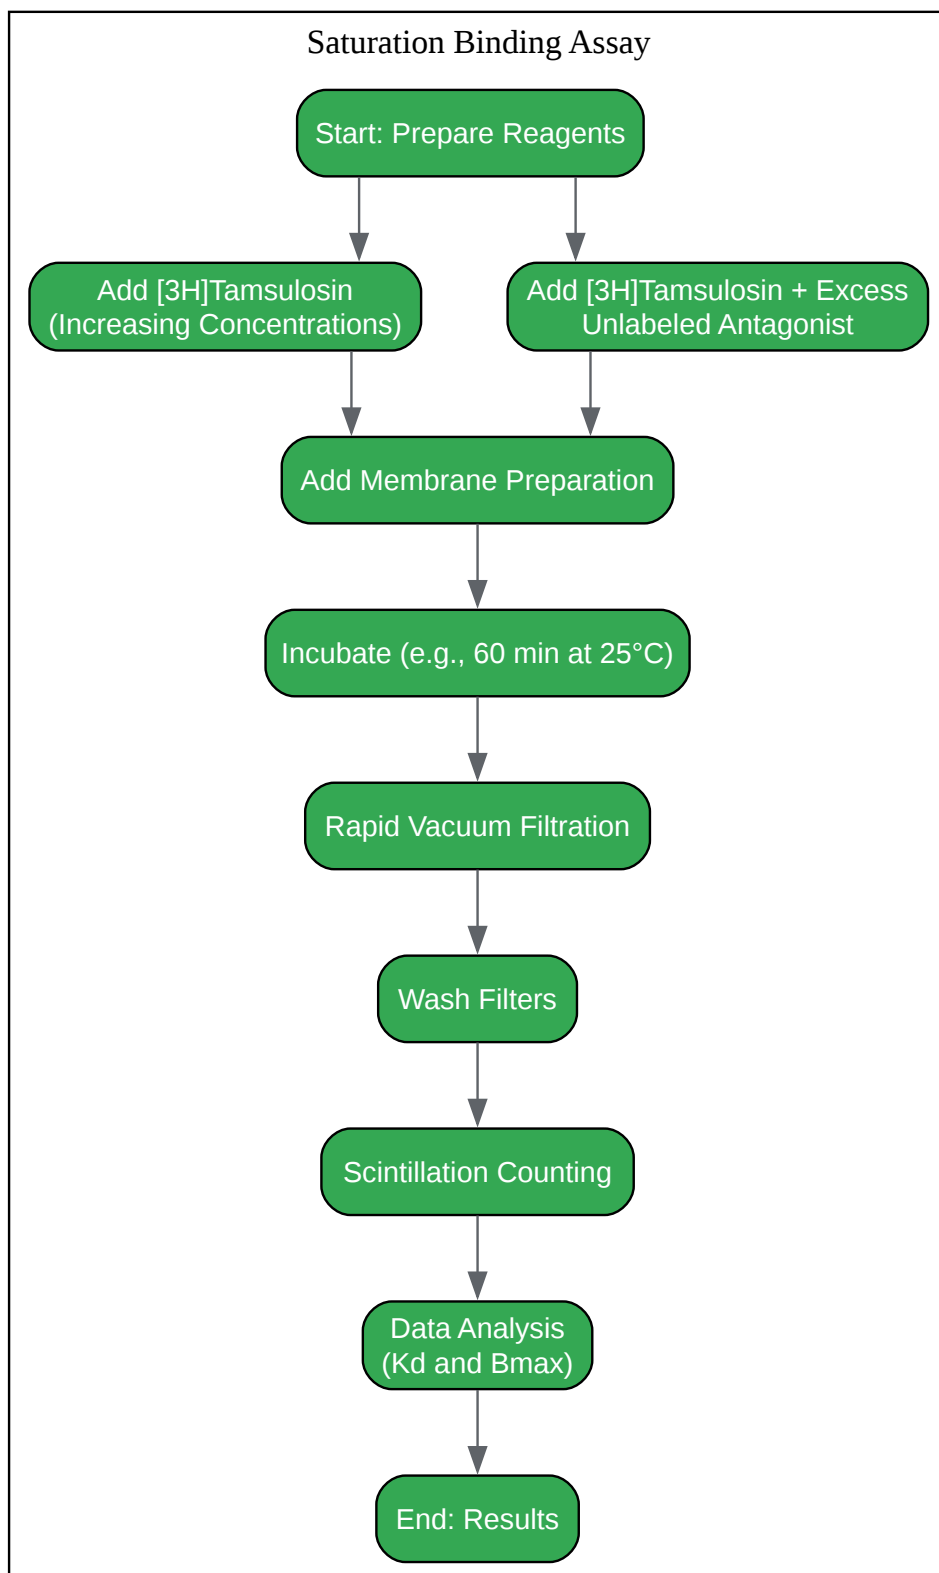 Saturation Binding Assay
Start: Prepare Reagents
Add [3H]Tamsulosin
(Increasing Concentrations)
Add [3H]Tamsulosin + Excess
Unlabeled Antagonist
Add Membrane Preparation
Incubate (e.g., 60 min at 25°C)
Rapid Vacuum Filtration
Wash Filters
Scintillation Counting
Data Analysis
(Kd and Bmax)
End: Results